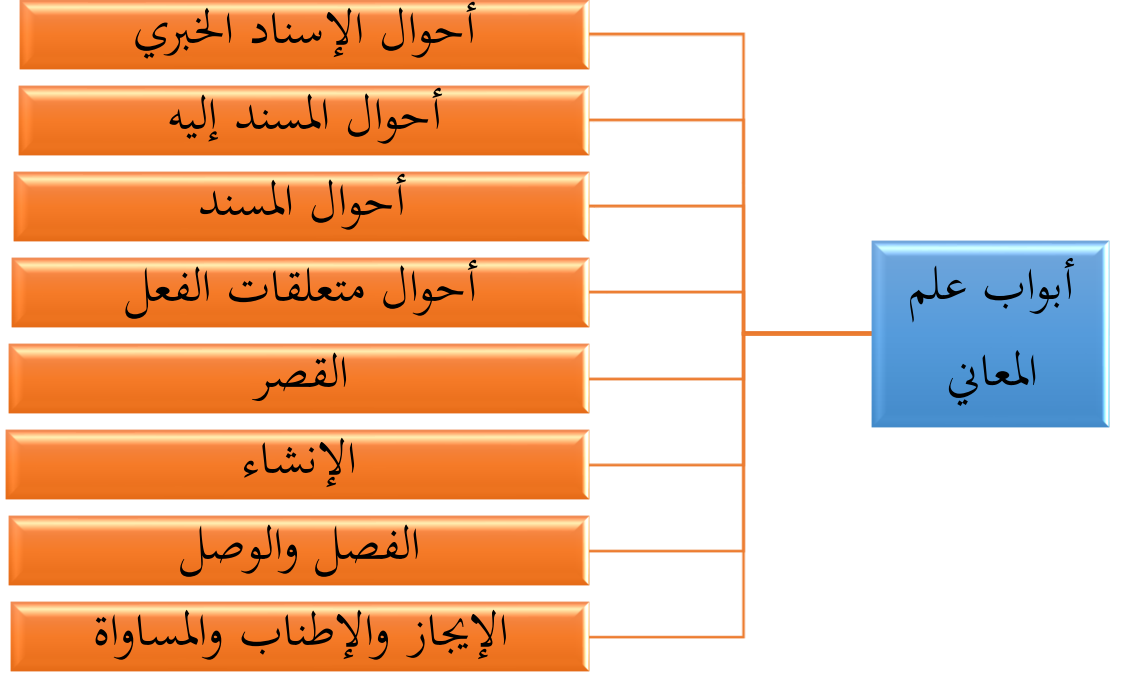 أبواب علم
المعاني
أحوال الإسناد الخبري
أحوال المسند إليه
أحوال المسند
أحوال متعلقات الفعل
القصر
الإنشاء
الفصل والوصل
الإيجاز والإطناب والمساواة